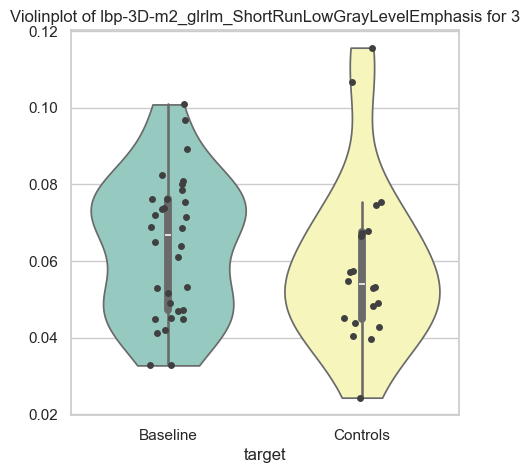 Violinplot of lbp-3D-m2_glrlm_ShortRunLowGrayLevelEmphasis for 3
0.12
0.10
0.08
0.06
0.04
0.02
Baseline Controls
target